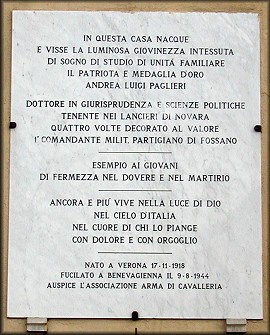 IN QUESTA CASA NACQUE
E VISSE LA LUMINOSA GIOVINEZZA INTESSUTA
DI SOGNO DI STUDIO DI UNITÁ FAMILIARE
IL PATRIOTA E MEDAGLIA D'ORO
ANDREA LUIGI PAGLIERI
DOTTORE IN GIURISPRUDENZA E SCIENZE POLITICHE
TENENTE NEI LANCIERI DI NOVARA
QUATTRO VOLTE DECORATO AL VALORE
1° COMANDANTE MILIT. PARTIGIANO DI FOSSANO
ESEMPIO AI GIOVANI
DI FERMEZZA NEL DOVERE E NEL MARTIRIO
ANCORA E PIÚ VIVE NELLA LUCE DI DIO
NEL CIELO D'ITALIA
NEL CUORE DI CHI LO PIANGE
CON DOLORE E CON ORGOGLIO
NATO A VERONA 17-11-1918
FUCILATO A BENEVAGIENNA IL 9-8-1944
AUSPICE L'ASSOCIAZIONE ARMA DI CAVALLERIA